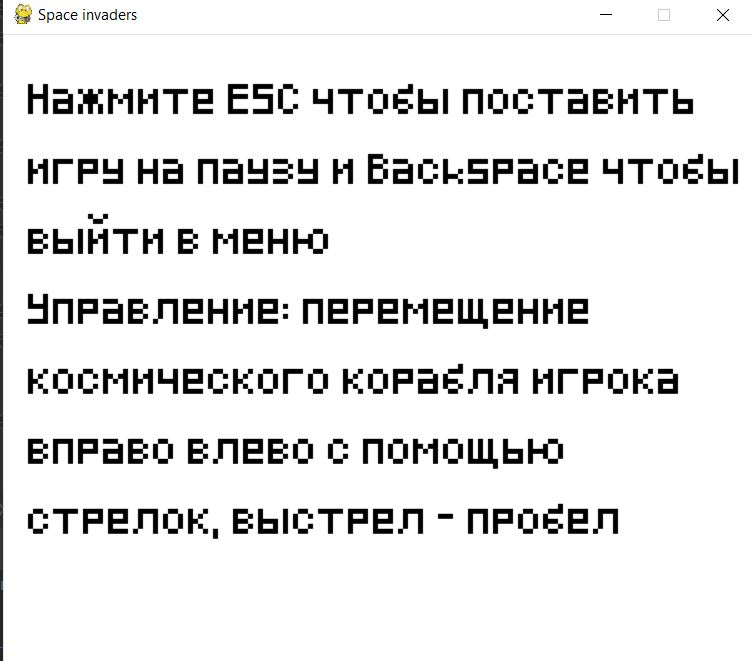 Space invaders
Нажмите ESC чтобы поставить
игру на паузу и Backspace чтобы
выйти в меню
Управление: перемещение
космического корабля игрока
вправо влево с помощью
стрелок, выстрел - пробел